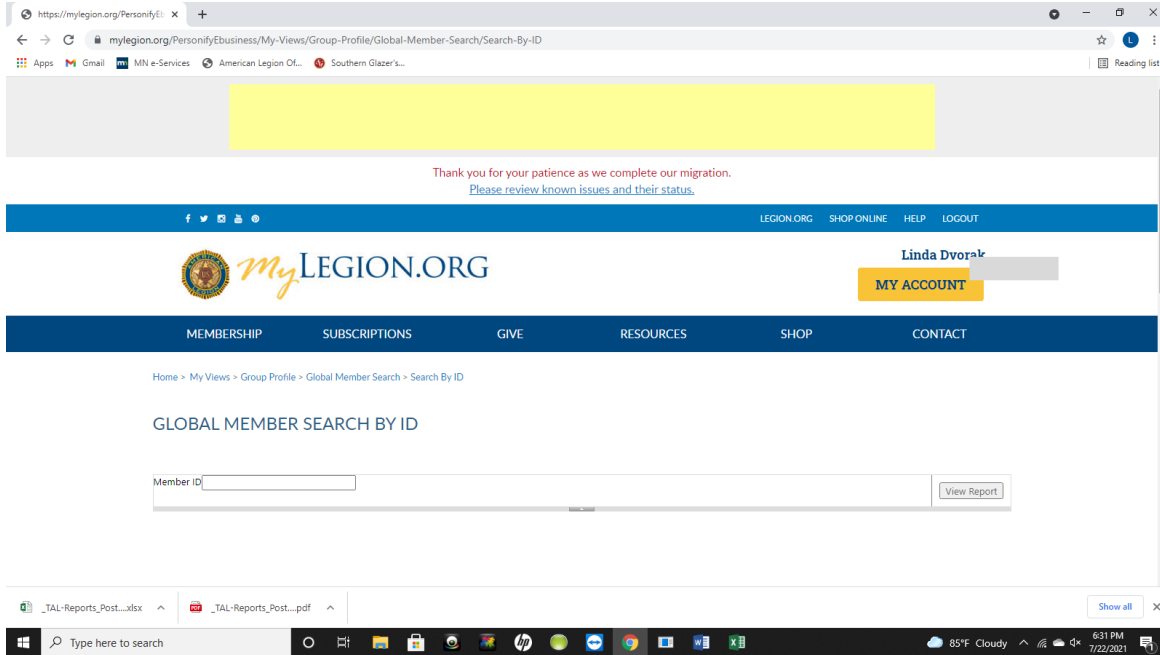 https://mylegion.org/PersonifyEb
mylegion.org/PersonifyEbusiness/My-Views/Group-Profile/Global-Member-Search/Search-By-ID
L
Apps Gmail MN e-Services American Legion Of... Southern Glazer's... Reading list
Thank you for your patience as we complete our migration.
Please review known issues and their status.
LEGION.ORG SHOP ONLINE HELP LOGOUT
myLEGION.ORG
Linda Dvorak
MY ACCOUNT
MEMBERSHIP SUBSCRIPTIONS GIVE RESOURCES SHOP CONTACT
Home > My Views > Group Profile > Global Member Search > Search By ID
GLOBAL MEMBER SEARCH BY ID
Member ID View Report
_TAL-Reports_Post....xlsx _TAL-Reports_Post....pdf Show all
Type here to search 85°F Cloudy 6:31 PM
7/22/2021